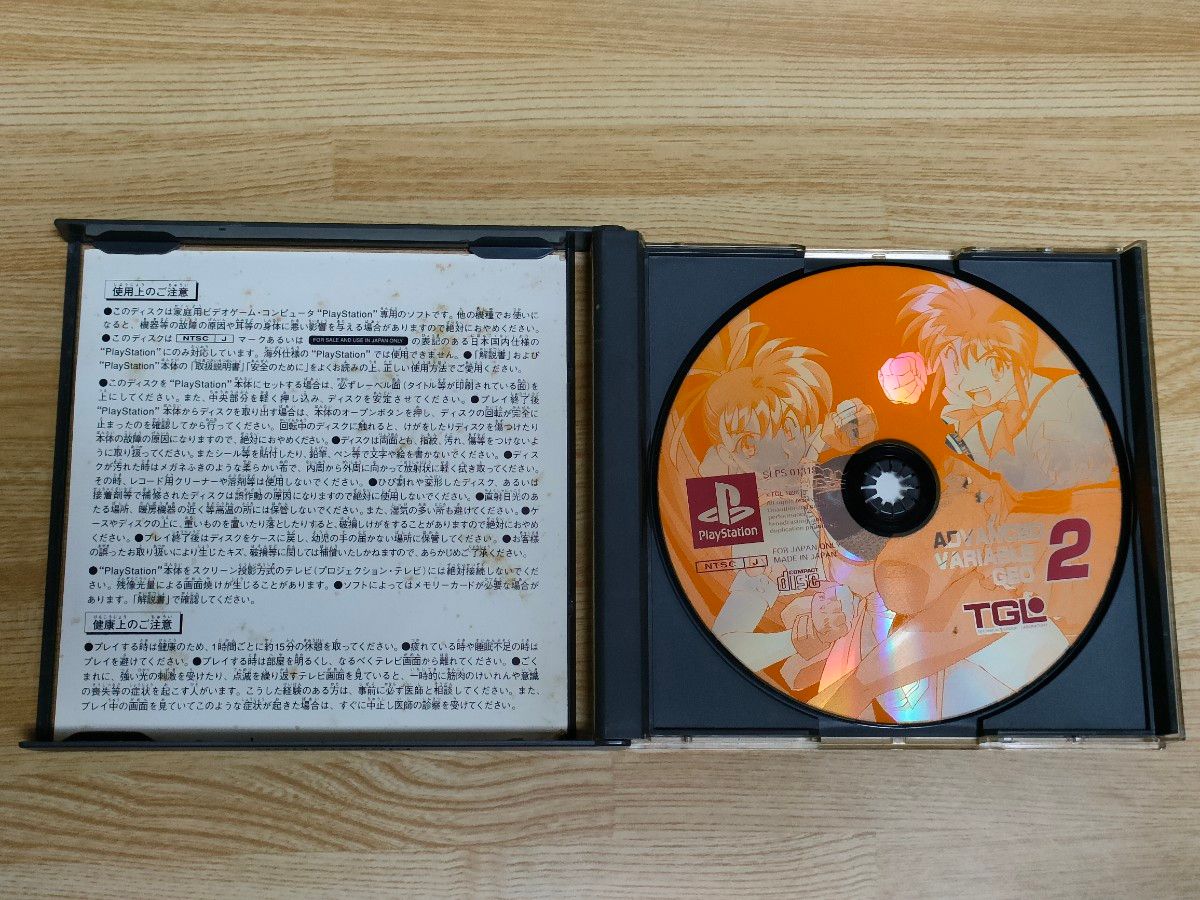 使用上のご注意
●このディスクは家庭用ビデオゲーム・コンピュータ“PlayStation”専用のソフトです。他の機種でお使いに
なると、機器等の故障の原因や耳等の身体に悪い影響を与える場合がありますので絶対におやめください。
●このディスクは NTSC J マークあるいは FOR SALE AND USE IN JAPAN ONLY の表記のある日本国内仕様の
“PlayStation”にのみ対応しています。海外仕様の“PlayStation”では使用できません。●「解説書」および
“PlayStation”本体の「取扱説明書」「安全のために」をよくお読みの上、正しい使用方法でご愛用ください。
●このディスクを“PlayStation”本体にセットする場合は、必ずレーベル面(タイトル等が印刷されている面)を
上にしてください。また、中央部分を軽く押し込み、ディスクを安定させてください。●プレイ終了後
“PlayStation”本体からディスクを取り出す場合は、本体のオープンボタンを押し、ディスクの回転が完全に
止まったのを確認してから行ってください。回転中のディスクに触れると、けがをしたりディスクを傷つけたり
本体の故障の原因になりますので、絶対におやめください。●ディスクは両面とも、指紋、汚れ、傷等をつけないよう
に取り扱ってください。またシール等を貼付したり、鉛筆、ペン等で文字や絵を書かないでください。●ディス
クが汚れた時はメガネふきのような柔らかい布で、内周から外周に向かって放射状に軽く拭き取ってください。
その時、レコード用クリーナーや溶剤等は使用しないでください。●ひび割れや変形したディスク、あるいは
接着剤等で補修されたディスクは誤作動の原因になりますので絶対に使用しないでください。●直射日光のあ
たる場所、暖房機器の近く等高温の所には保管しないでください。また、湿気の多い所も避けてください。●ケ
ースやディスクの上に、重いものを置いたり落としたりすると、破損しけがをすることがありますので絶対におやめ
ください。●プレイ終了後はディスクをケースに戻し、幼児の手の届かない場所に保管してください。●お客様
の誤ったお取り扱いにより生じたキズ、破損等に関しては補償いたしかねますので、あらかじめご了承ください。
●“PlayStation”本体をスクリーン投影方式のテレビ(プロジェクション・テレビ)には絶対接続しないでくださ
い。残像光量による画面焼けが生じることがあります。●ソフトによってはメモリーカードが必要な場合が
あります。「解説書」で確認してください。
健康上のご注意
●プレイする時は健康のため、1時間ごとに約15分の休憩を取ってください。●疲れている時や睡眠不足の時は
プレイを避けてください。●プレイする時は部屋を明るくし、なるべくテレビ画面から離れてください。●ごく
まれに、強い光の刺激を受けたり、点滅を繰り返すテレビ画面を見ていると、一時的に筋肉のけいれんや意識
の喪失等の症状を起こす人がいます。こうした経験のある方は、事前に必ず医師と相談してください。また、
プレイ中の画面を見ていてこのような症状が起きた場合は、すぐに中止し医師の診察を受けてください。
PlayStation
NTSC J
FOR JAPAN ONLY
MADE IN JAPAN
COMPACT
disc
ADVANCED
VARIABLE
GEO 2
TGL